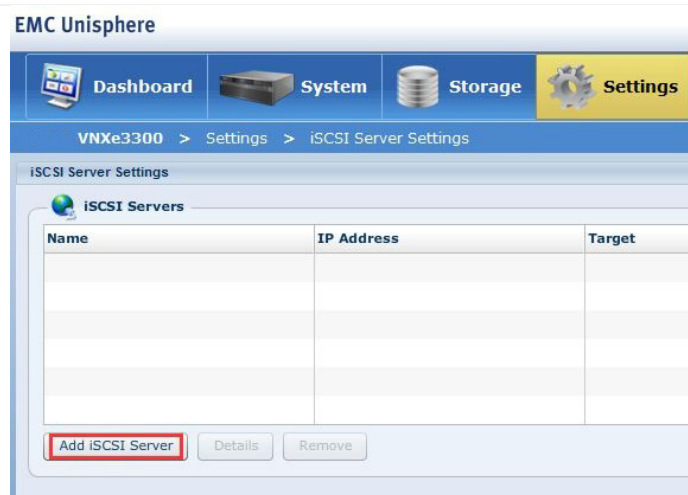 EMC Unisphere
Dashboard System Storage Settings
VNXe3300 > Settings > iSCSI Server Settings
iSCSI Server Settings
iSCSI Servers
Name IP Address Target
Add iSCSI Server Details Remove